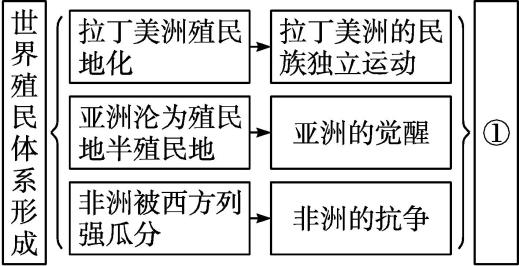 世界殖民体系形成
拉丁美洲殖民
地化
拉丁美洲的民
族独立运动
亚洲沦为殖民
地半殖民地
亚洲的觉醒
非洲被西方列
强瓜分
非洲的抗争
①